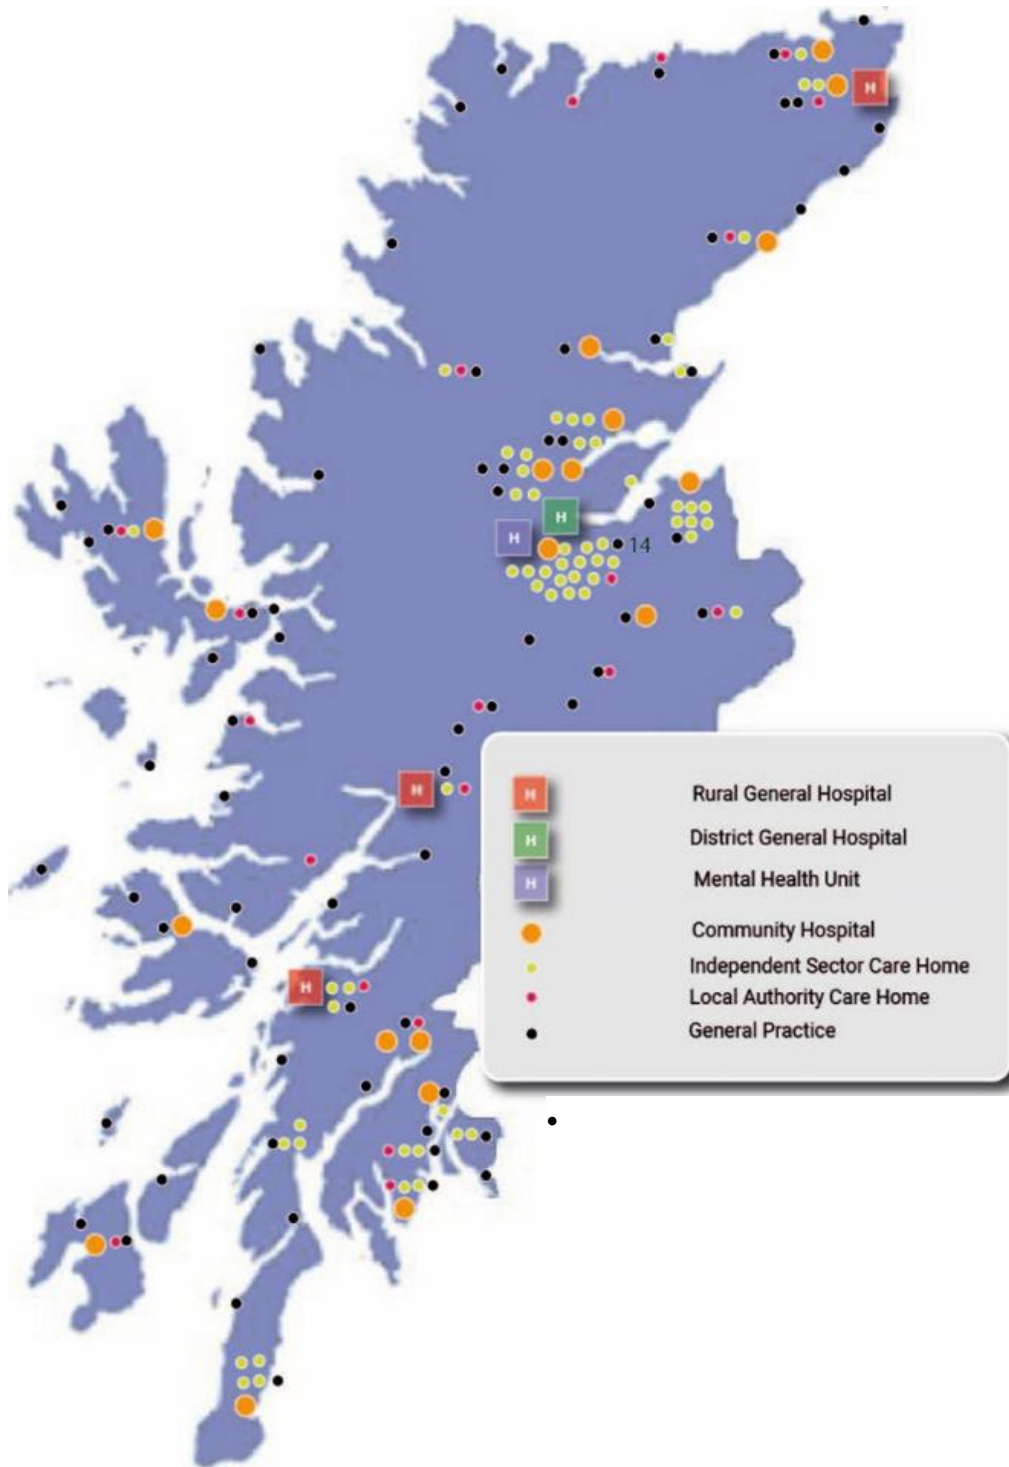 H
H
H
14
H
H
H
Rural General Hospital
H
District General Hospital
H
Mental Health Unit
Community Hospital
Independent Sector Care Home
Local Authority Care Home
General Practice